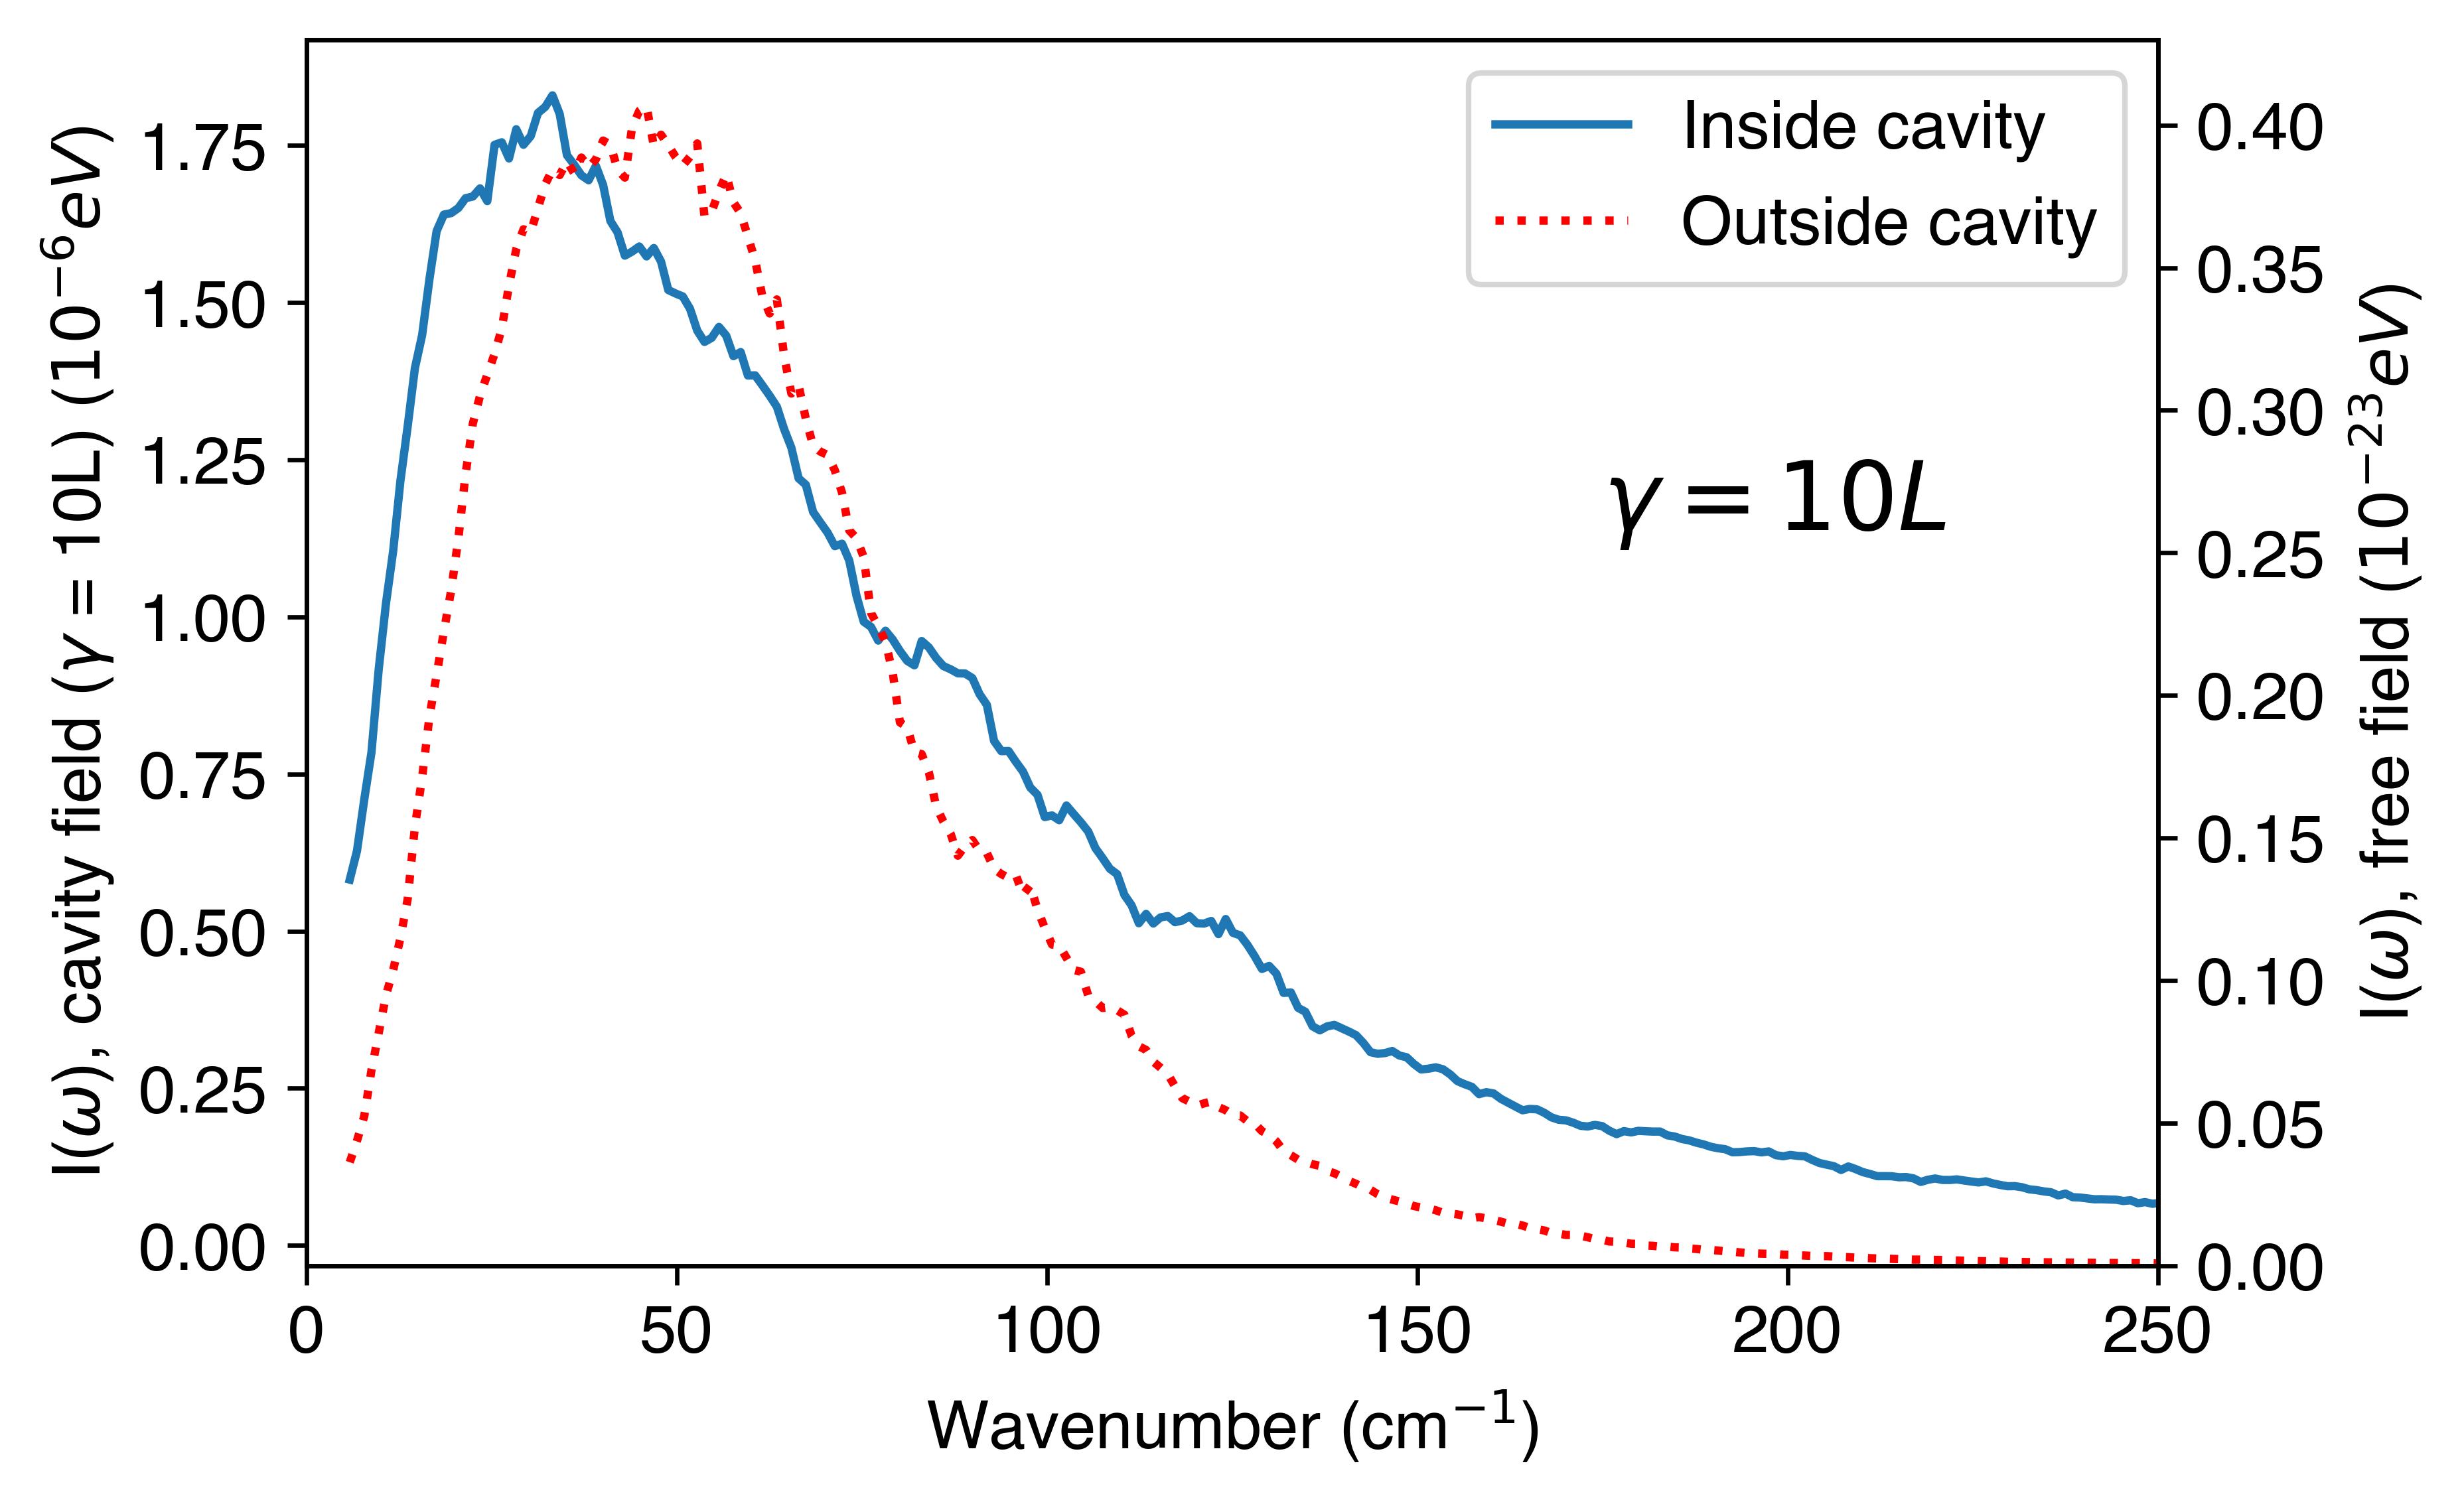 I(ω), cavity field (γ = 10L) (10⁻⁶eV)
1.75
1.50
1.25
1.00
0.75
0.50
0.25
0.00
Inside cavity
Outside cavity
γ = 10L
0.40
0.35
0.30
0.25
0.20
0.15
0.10
0.05
0.00
I(ω), free field (10⁻²³eV)
0 50 100 150 200 250
Wavenumber (cm⁻¹)